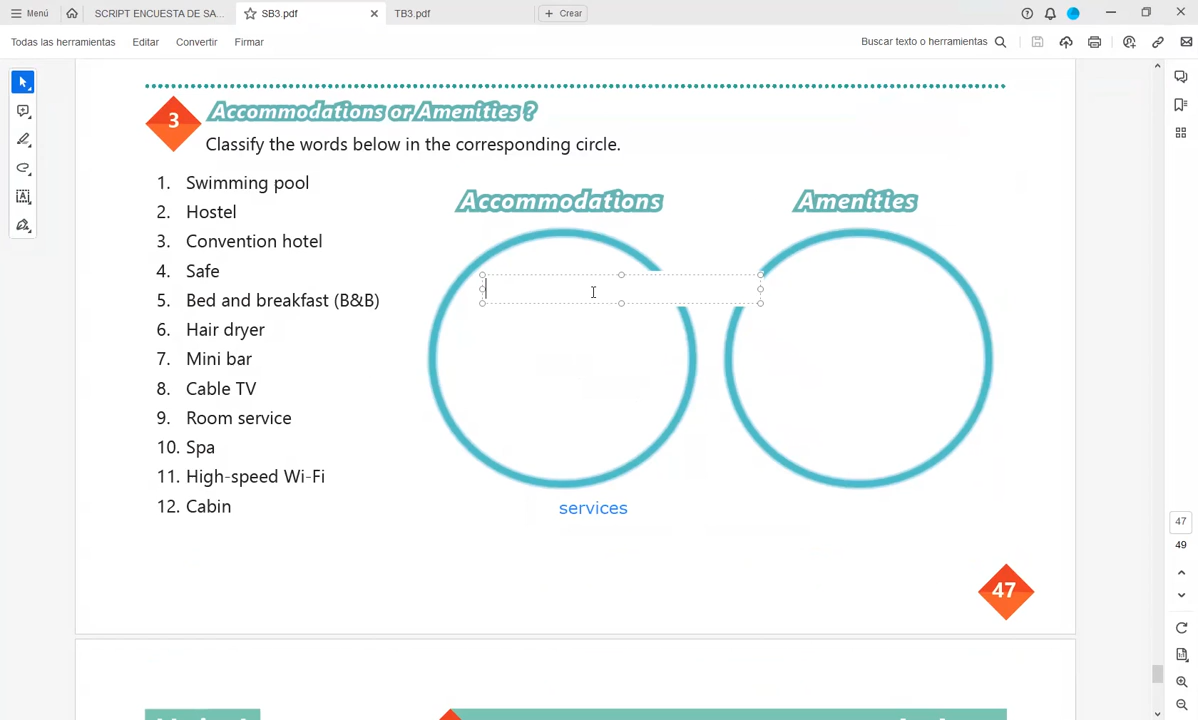 Menú
SCRIPT ENCUESTA DE SA...
SB3.pdf
TB3.pdf
Crear
Todas las herramientas
Editar
Convertir
Firmar
Buscar texto o herramientas
3
Accommodations or Amenities ?
Classify the words below in the corresponding circle.
1. Swimming pool
2. Hostel
3. Convention hotel
4. Safe
5. Bed and breakfast (B&B)
6. Hair dryer
7. Mini bar
8. Cable TV
9. Room service
10. Spa
11. High-speed Wi-Fi
12. Cabin
Accommodations
Amenities
services
47
47
49